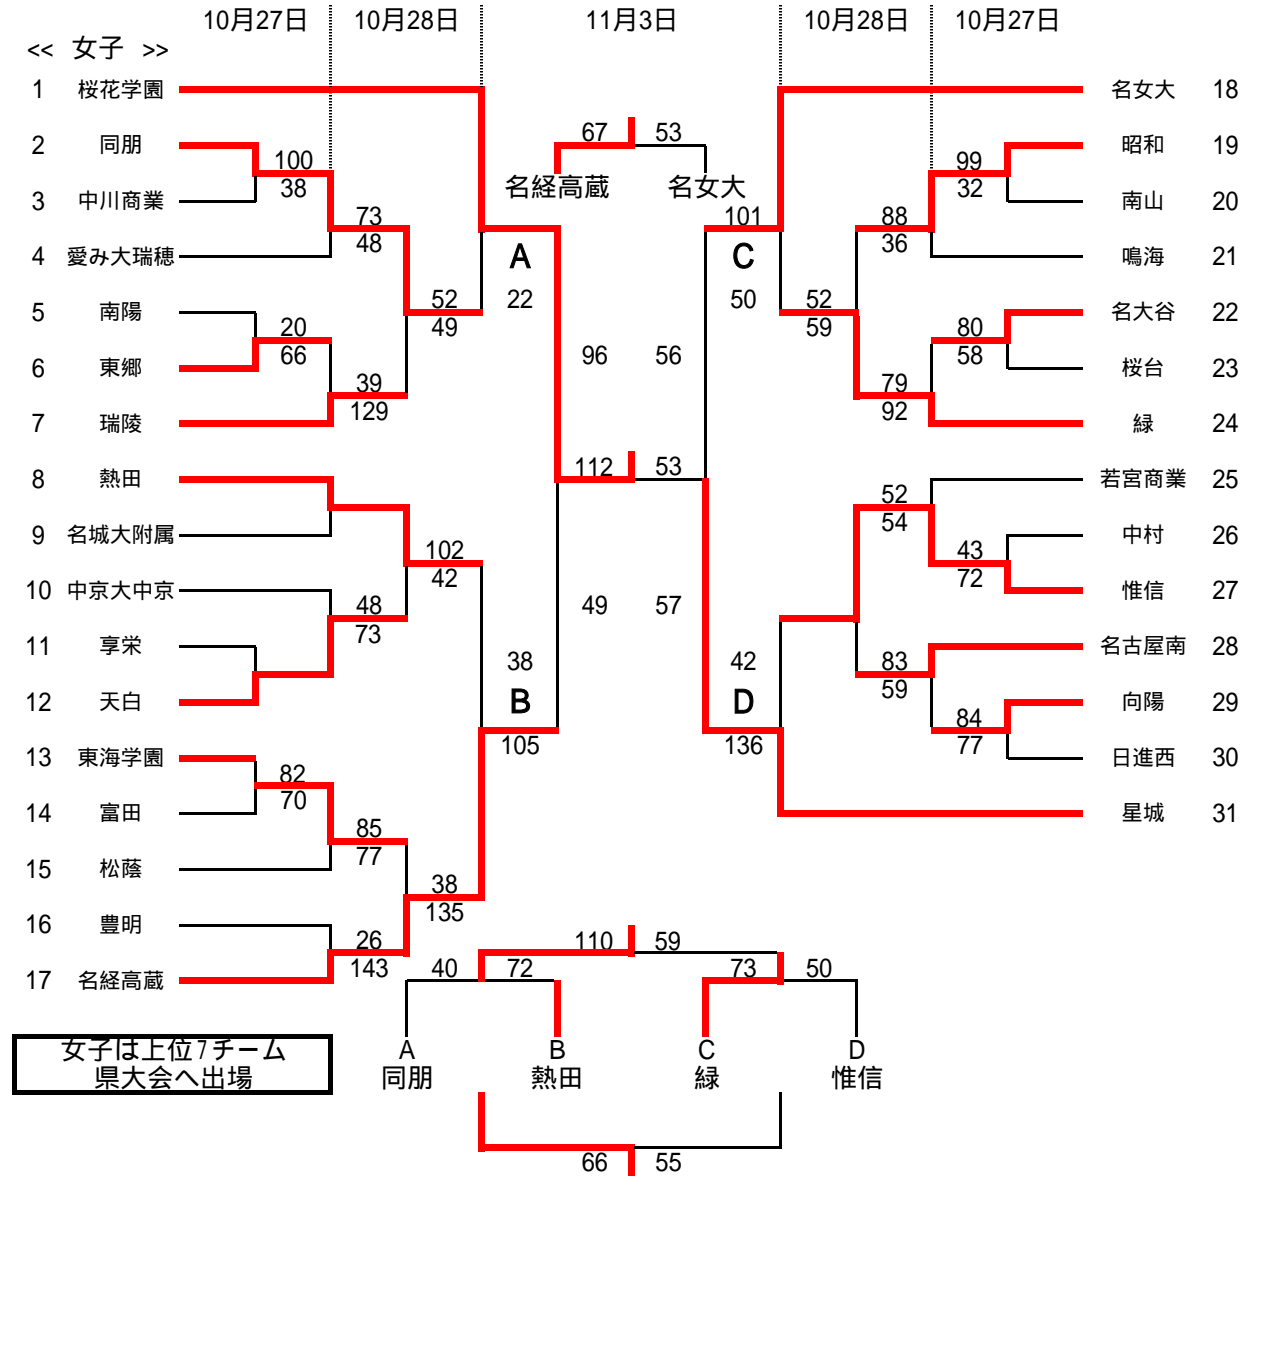 10月27日 10月28日 11月3日 10月28日 10月27日
<< 女子 >>
1 桜花学園 名女大 18
67 53
2 同朋 昭和 19
100 99
38 32
名経高蔵 名女大
3 中川商業 南山 20
73 101 88
48 36
4 愛み大瑞穂 A C 鳴海 21
52 22 50 52
49 59
5 南陽 名大谷 22
20 80
66 58
96 56
6 東郷 桜台 23
39 79
129 92
7 瑞陵 緑 24
112 53
8 熱田 若宮商業 25
52
54
9 名城大附属 中村 26
102 43
42 72
10 中京大中京 惟信 27
48 49 57
73
11 享栄 名古屋南 28
38 42 83
59
12 天白 B D 向陽 29
84
105 136 77
13 東海学園 日進西 30
82
70
14 富田 星城 31
85
77
15 松蔭
38
135
16 豊明
26 110 59
143 40 72 73 50
17 名経高蔵
女子は上位7チーム
県大会へ出場
A B C D
同朋 熱田 緑 惟信
66 55